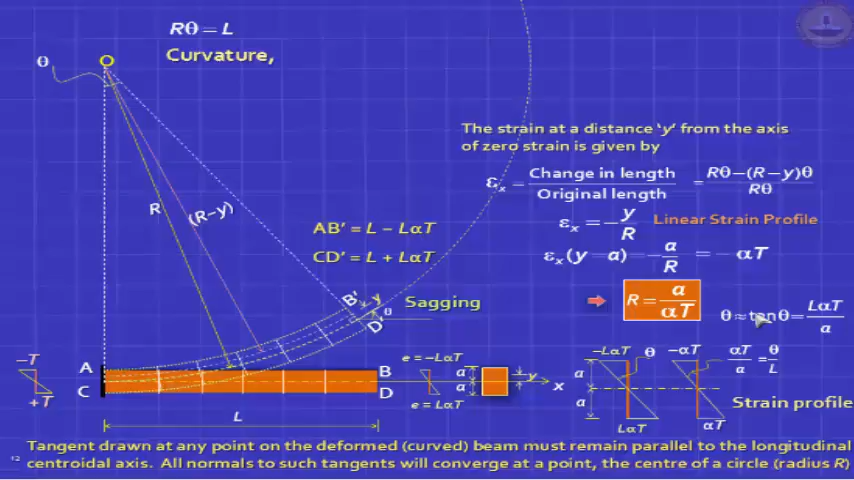 Rθ = L
Curvature,
θ
O
The strain at a distance 'y' from the axis
of zero strain is given by
εx = Change in length / Original length = Rθ−(R−y)θ / Rθ
R
(R−y)
εx = − y / R
Linear Strain Profile
AB' = L − LαT
CD' = L + LαT
εx (y = a) = − a / R = − αT
B'
y
θ
D'
Sagging
R = a / αT
θ ≈ tanθ = LαT / a
−T
+T
A
C
B
D
e = −LαT
e = LαT
a
a
y
x
L
−LαT
θ
−αT
αT / a = θ / L
a
a
LαT
αT
Strain profile
Tangent drawn at any point on the deformed (curved) beam must remain parallel to the longitudinal
12
centroidal axis. All normals to such tangents will converge at a point, the centre of a circle (radius R)